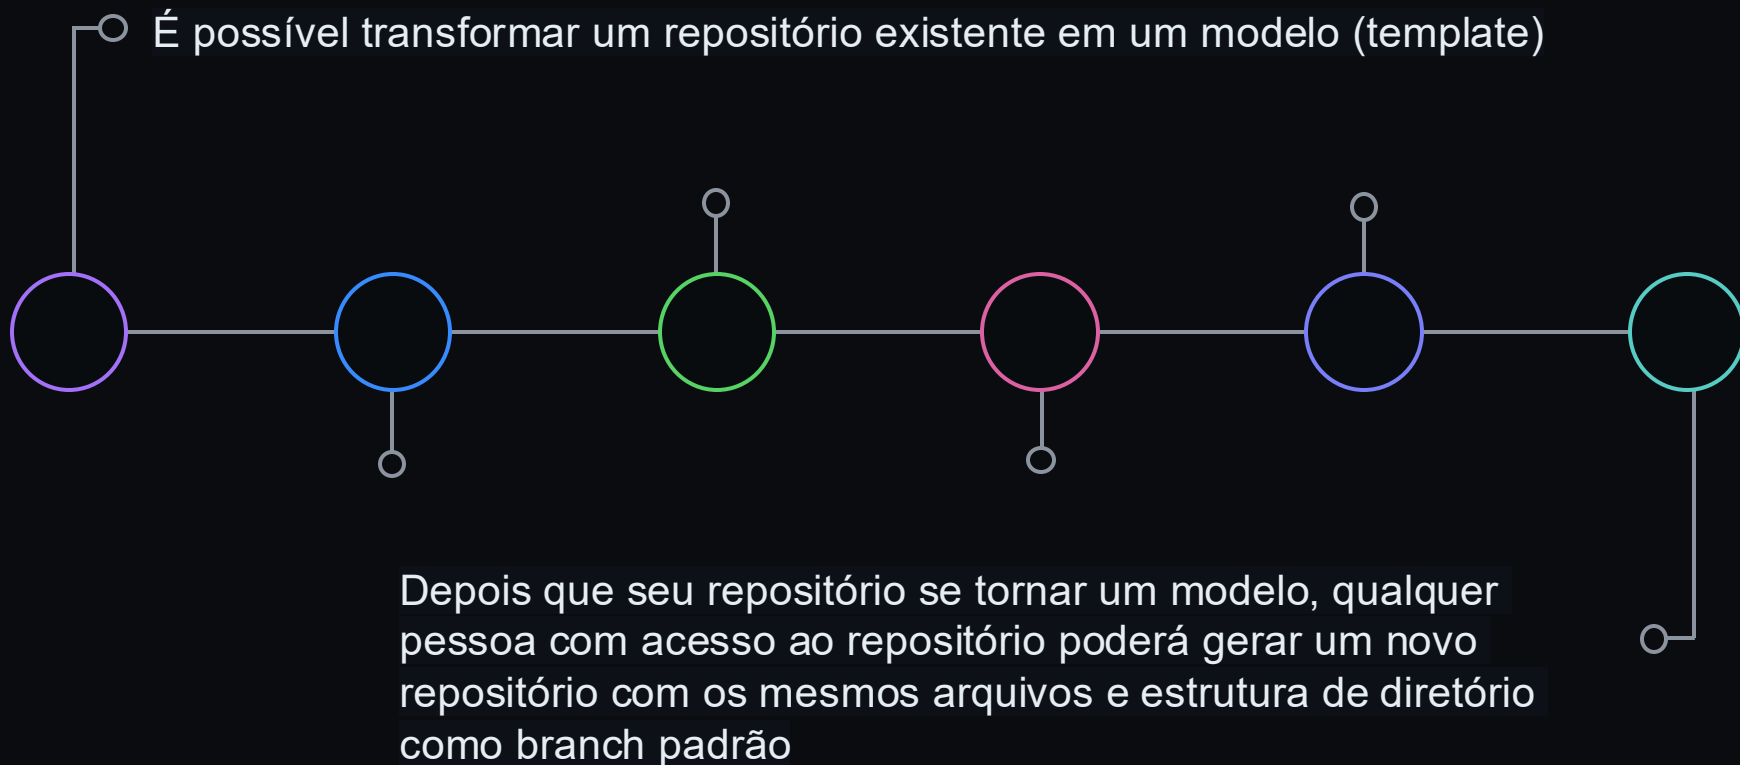 É possível transformar um repositório existente em um modelo (template)
Depois que seu repositório se tornar um modelo, qualquer
pessoa com acesso ao repositório poderá gerar um novo
repositório com os mesmos arquivos e estrutura de diretório
como branch padrão